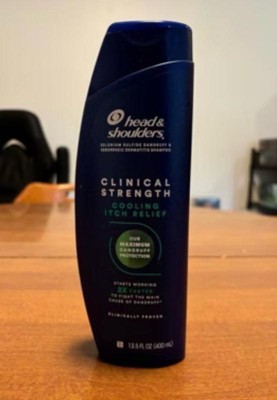 head&
shoulders
SELENIUM SULFIDE DANDRUFF &
SEBORRHEIC DERMATITIS SHAMPOO
CLINICAL
STRENGTH
COOLING
ITCH RELIEF
OUR
MAXIMUM
DANDRUFF
PROTECTION
STARTS WORKING
2X FASTER
TO FIGHT THE MAIN
CAUSE OF DANDRUFF*
CLINICALLY PROVEN
13.5 FL OZ (400 mL)